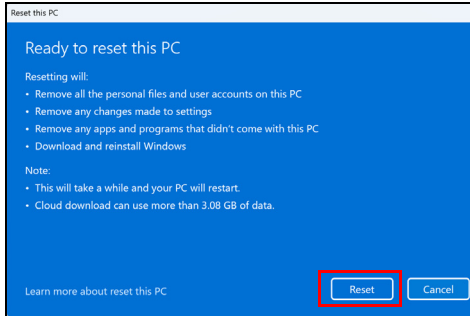 Reset this PC
Ready to reset this PC
Resetting will:
• Remove all the personal files and user accounts on this PC
• Remove any changes made to settings
• Remove any apps and programs that didn't come with this PC
• Download and reinstall Windows
Note:
• This will take a while and your PC will restart.
• Cloud download can use more than 3.08 GB of data.
Learn more about reset this PC Reset Cancel